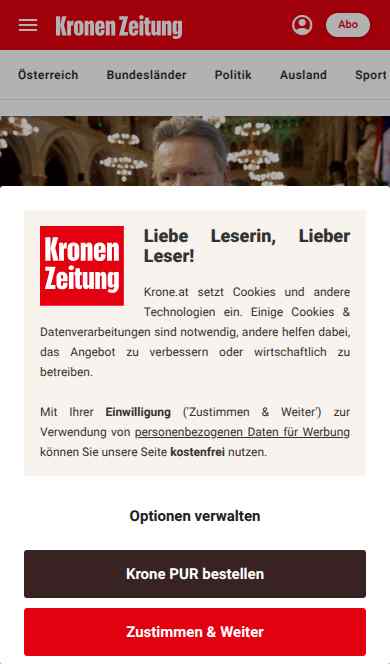 Kronen Zeitung
Abo
Österreich Bundesländer Politik Ausland Sport
Kronen
Zeitung
Liebe Leserin, Lieber
Leser!
Krone.at setzt Cookies und andere
Technologien ein. Einige Cookies &
Datenverarbeitungen sind notwendig, andere helfen dabei,
das Angebot zu verbessern oder wirtschaftlich zu
betreiben.
Mit Ihrer Einwilligung ('Zustimmen & Weiter') zur
Verwendung von personenbezogenen Daten für Werbung
können Sie unsere Seite kostenfrei nutzen.
Optionen verwalten
Krone PUR bestellen
Zustimmen & Weiter